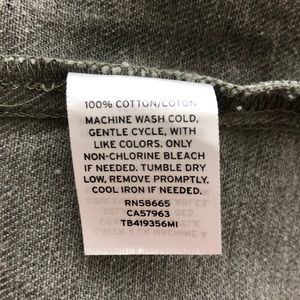 100% COTTON/COTON
MACHINE WASH COLD,
GENTLE CYCLE, WITH
LIKE COLORS. ONLY
NON-CHLORINE BLEACH
IF NEEDED. TUMBLE DRY
LOW, REMOVE PROMPTLY.
COOL IRON IF NEEDED.
RN58665
CA57963
TB419356MI